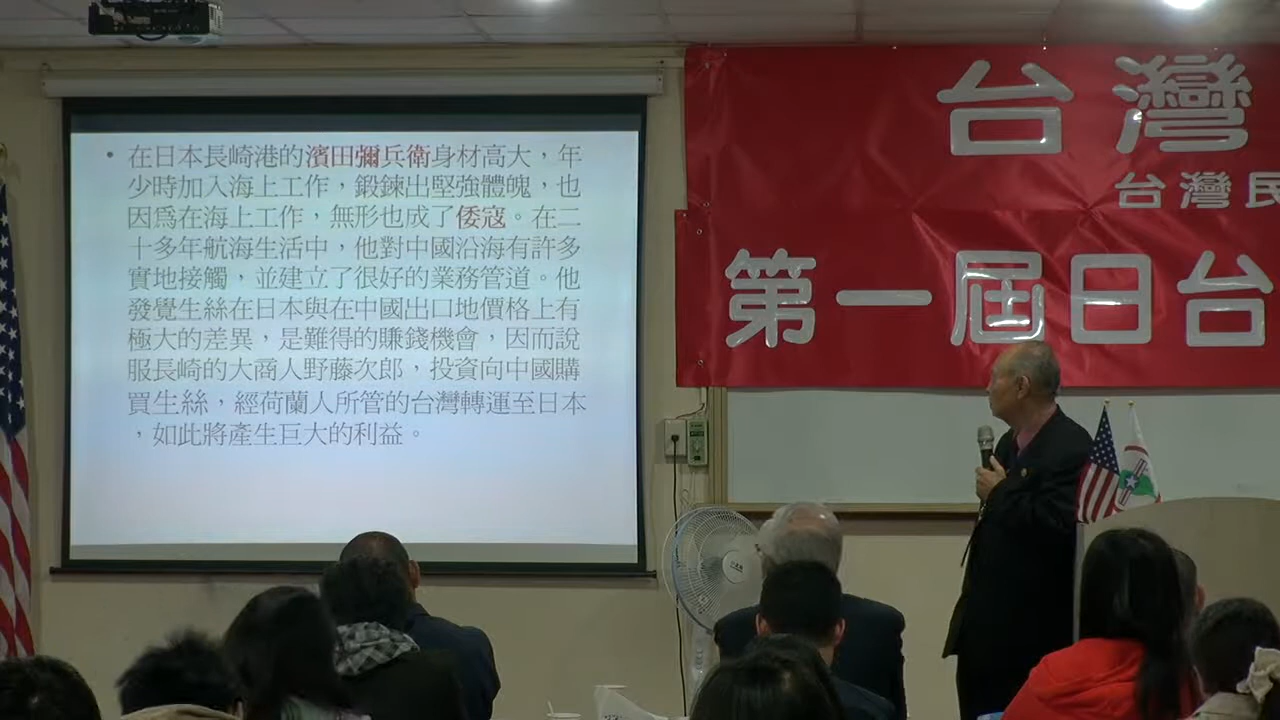 • 在日本長崎港的濱田彌兵衛身材高大，年
少時加入海上工作，鍛鍊出堅強體魄，也
因爲在海上工作，無形也成了倭寇。在二
十多年航海生活中，他對中國沿海有許多
實地接觸，並建立了很好的業務管道。他
發覺生絲在日本與在中國出口地價格上有
極大的差異，是難得的賺錢機會，因而說
服長崎的大商人野藤次郎，投資向中國購
買生絲，經荷蘭人所管的台灣轉運至日本
，如此將產生巨大的利益。
台灣
台灣民
第一屆日台